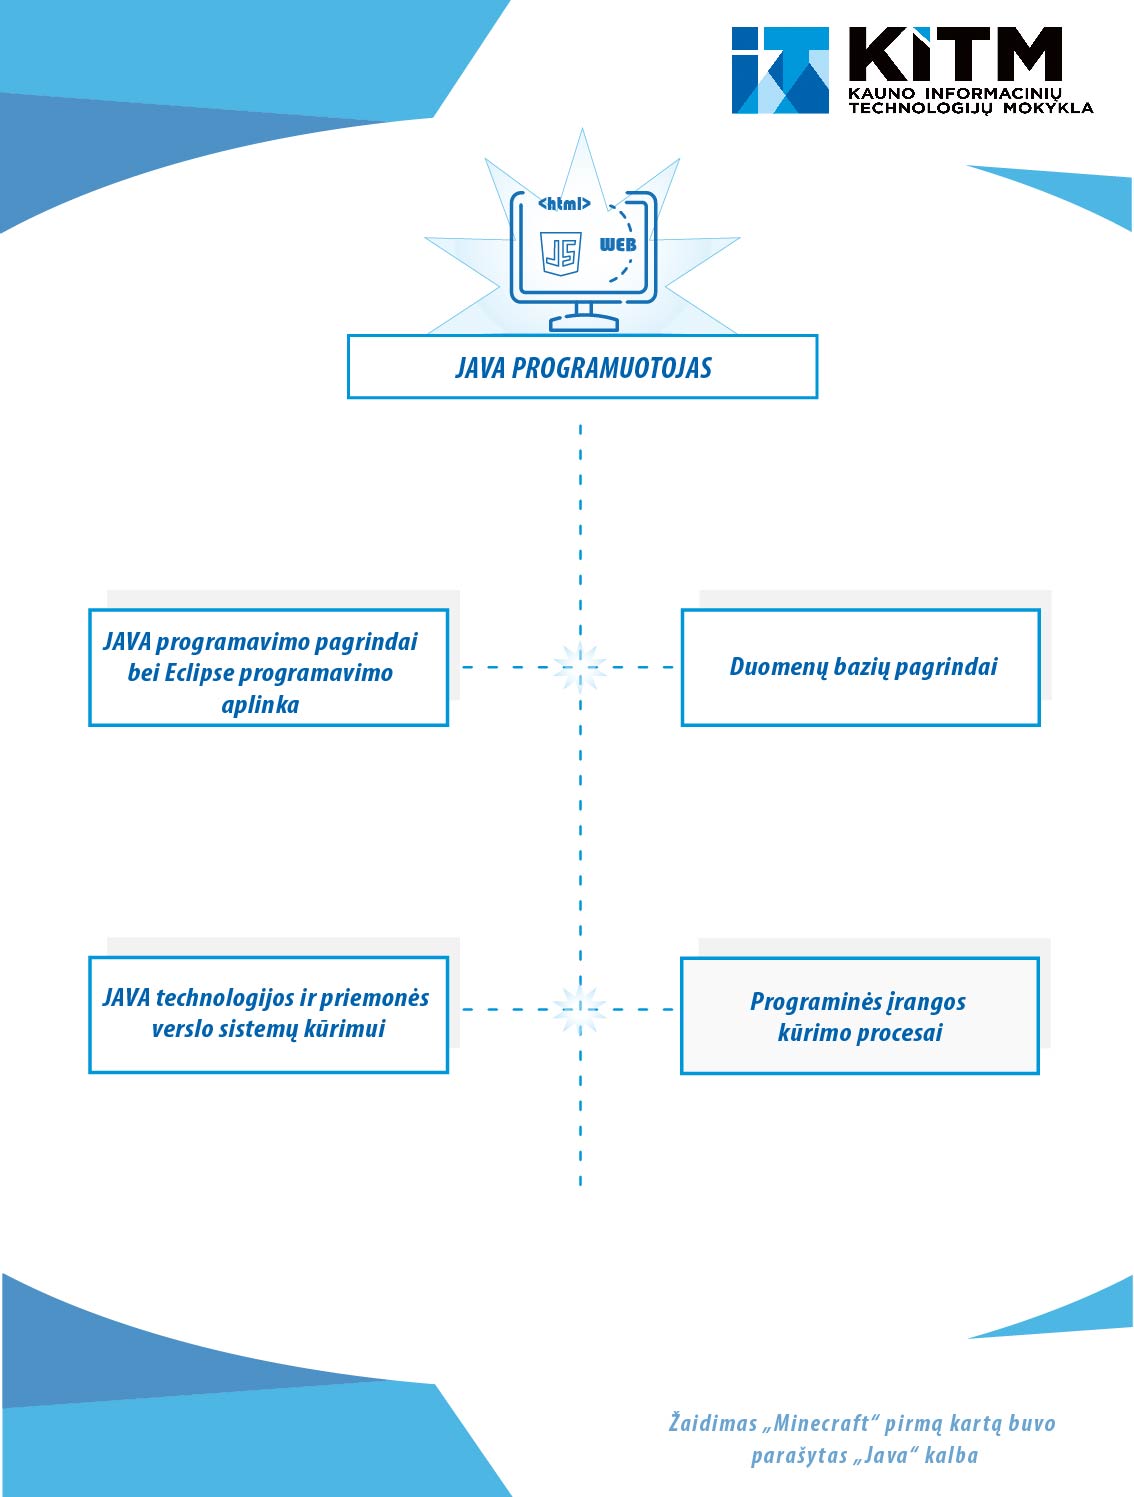 KiTM
KAUNO INFORMACINIŲ
TECHNOLOGIJŲ MOKYKLA
<html>
JS
WEB
JAVA PROGRAMUOTOJAS
JAVA programavimo pagrindai
bei Eclipse programavimo
aplinka
Duomenų bazių pagrindai
JAVA technologijos ir priemonės
verslo sistemų kūrimui
Programinės įrangos
kūrimo procesai
Žaidimas „Minecraft“ pirmą kartą buvo
parašytas „Java“ kalba